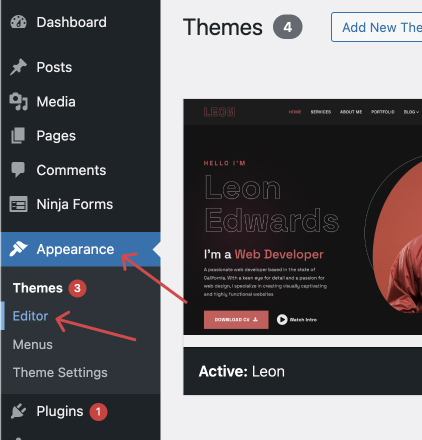 Dashboard
Posts
Media
Pages
Comments
Ninja Forms
Appearance
Themes 3
Editor
Menus
Theme Settings
Plugins 1
Themes 4
Add New The
LEON
HOME SERVICES ABOUT ME PORTFOLIO BLOG
HELLO I'M
Leon
Edwards
I'm a Web Developer
A passionate web developer based in the state of
California. With a keen eye for detail and a passion for
web design, I specialize in creating visually captivating
and highly functional websites
DOWNLOAD CV Watch Intro
Active: Leon